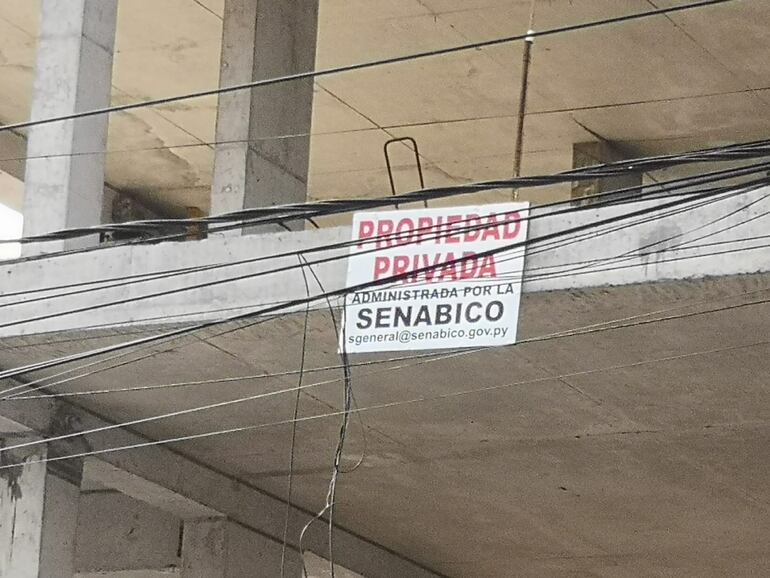 PROPIEDAD
PRIVADA
ADMINISTRADA POR LA
SENABICO
sgeneral@senabico.gov.py